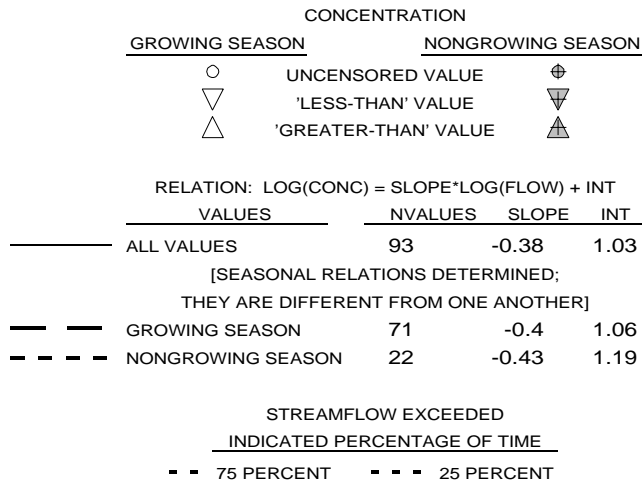 CONCENTRATION
GROWING SEASON NONGROWING SEASON
UNCENSORED VALUE
'LESS-THAN' VALUE
'GREATER-THAN' VALUE
RELATION: LOG(CONC) = SLOPE*LOG(FLOW) + INT
VALUES NVALUES SLOPE INT
ALL VALUES 93 -0.38 1.03
[SEASONAL RELATIONS DETERMINED;
THEY ARE DIFFERENT FROM ONE ANOTHER]
GROWING SEASON 71 -0.4 1.06
NONGROWING SEASON 22 -0.43 1.19
STREAMFLOW EXCEEDED
INDICATED PERCENTAGE OF TIME
75 PERCENT 25 PERCENT